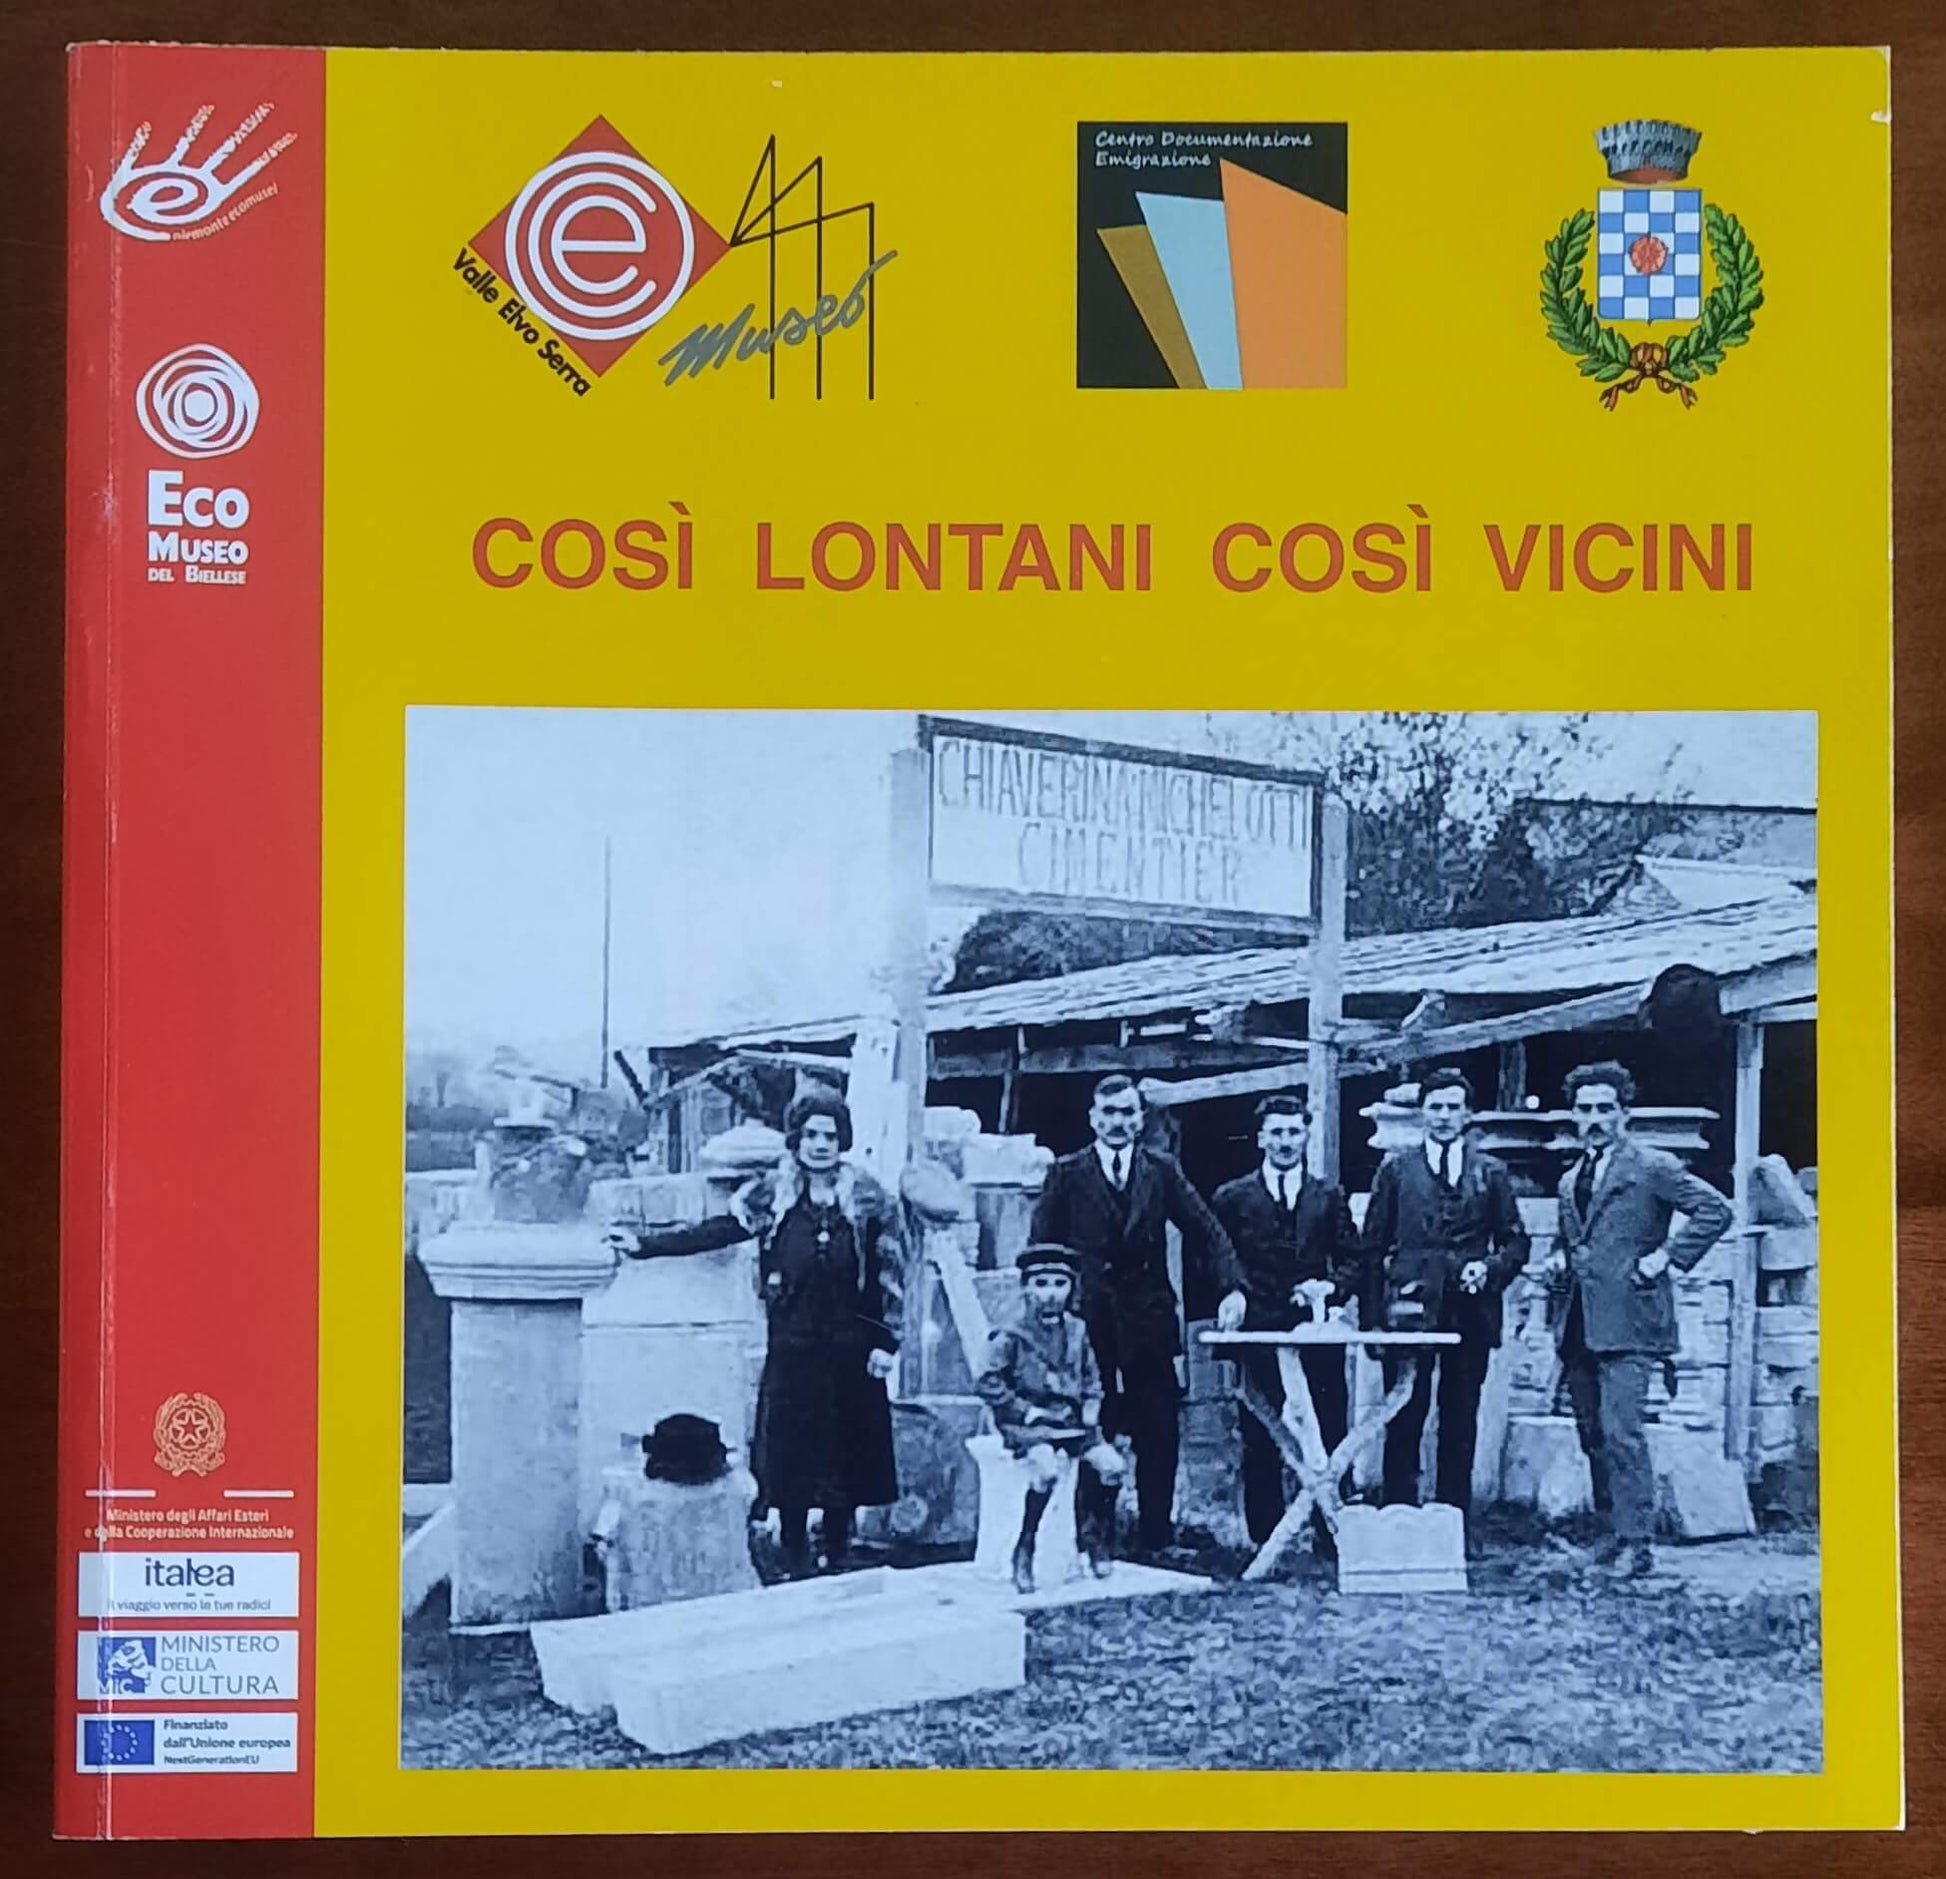 piemonte ecomusei
Eco
Museo
del Biellese
Valle Elvo Serra
Museo
Centro Documentazione
Emigrazione
COSÌ LONTANI COSÌ VICINI
CHIAVERINA MICHELOTTI
CIMENTIER
Ministero degli Affari Esteri
e della Cooperazione Internazionale
italea
Il viaggio verso le tue radici
MINISTERO
DELLA
CULTURA
Finanziato
dall'Unione europea
NextGenerationEU